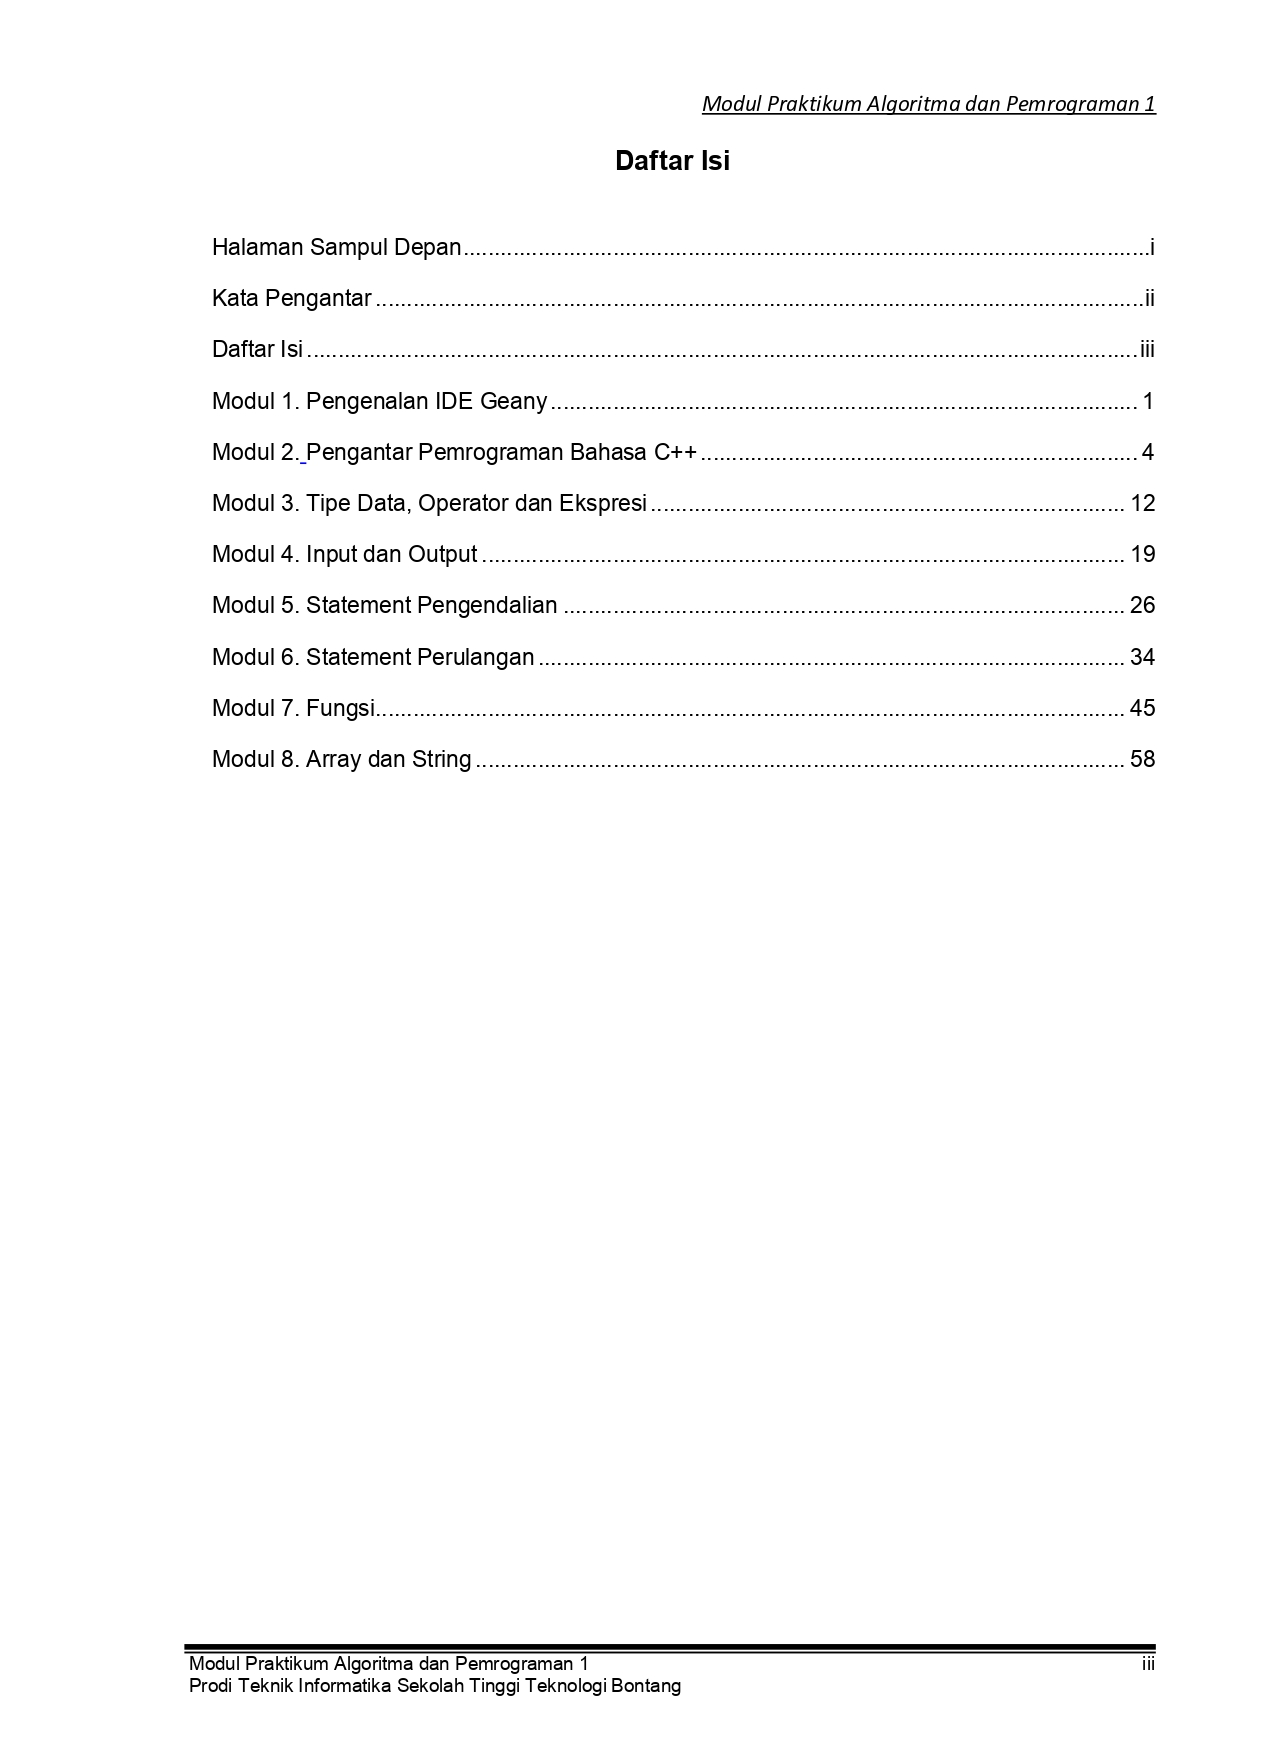 Modul Praktikum Algoritma dan Pemrograman 1
Daftar Isi
Halaman Sampul Depan..............................................................................................................i
Kata Pengantar...........................................................................................................................ii
Daftar Isi.....................................................................................................................................iii
Modul 1. Pengenalan IDE Geany.............................................................................................. 1
Modul 2. Pengantar Pemrograman Bahasa C++...................................................................... 4
Modul 3. Tipe Data, Operator dan Ekspresi............................................................................ 12
Modul 4. Input dan Output....................................................................................................... 19
Modul 5. Statement Pengendalian.......................................................................................... 26
Modul 6. Statement Perulangan.............................................................................................. 34
Modul 7. Fungsi........................................................................................................................ 45
Modul 8. Array dan String........................................................................................................ 58
Modul Praktikum Algoritma dan Pemrograman 1 iii
Prodi Teknik Informatika Sekolah Tinggi Teknologi Bontang